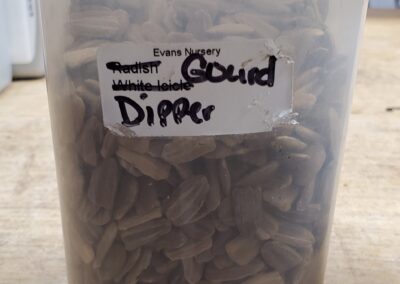 Evans Nursery
Radish Gourd
White Icicle
Dipper